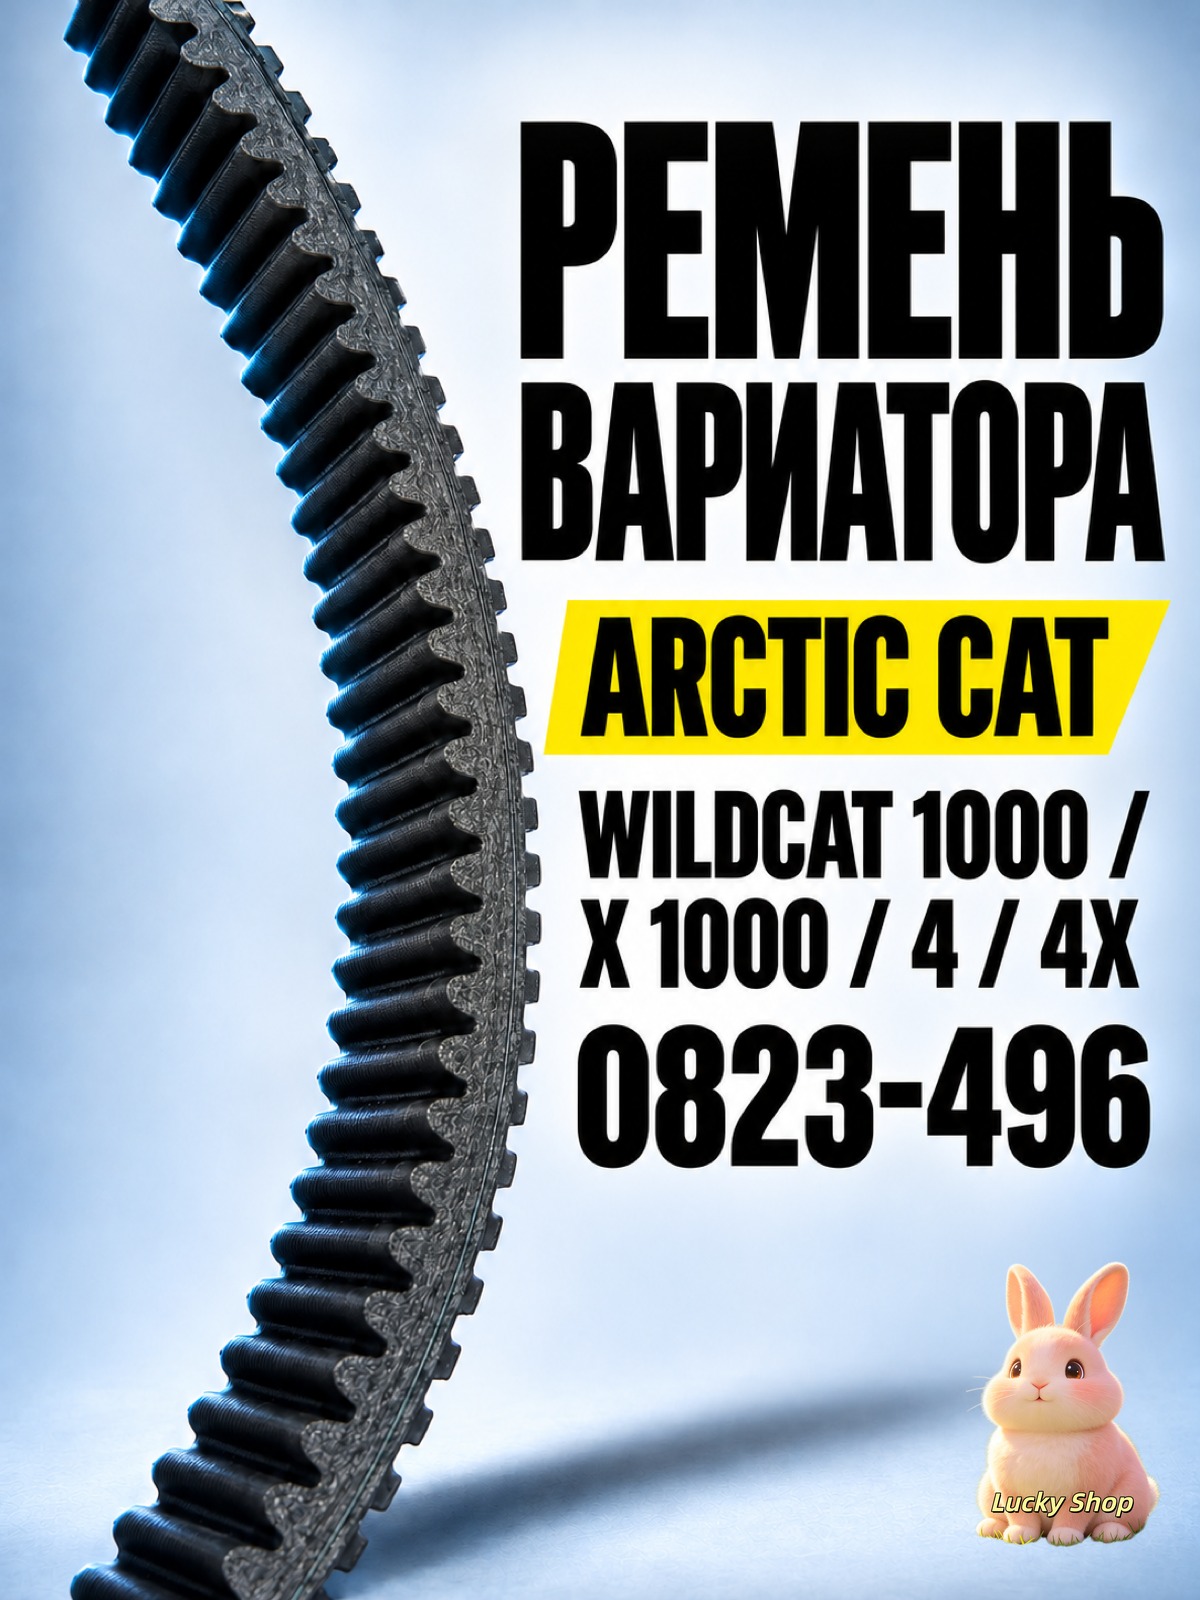 РЕМЕНЬ
ВАРИАТОРА
ARCTIC CAT
WILDCAT 1000 /
X 1000 / 4 / 4X
0823-496
Lucky Shop